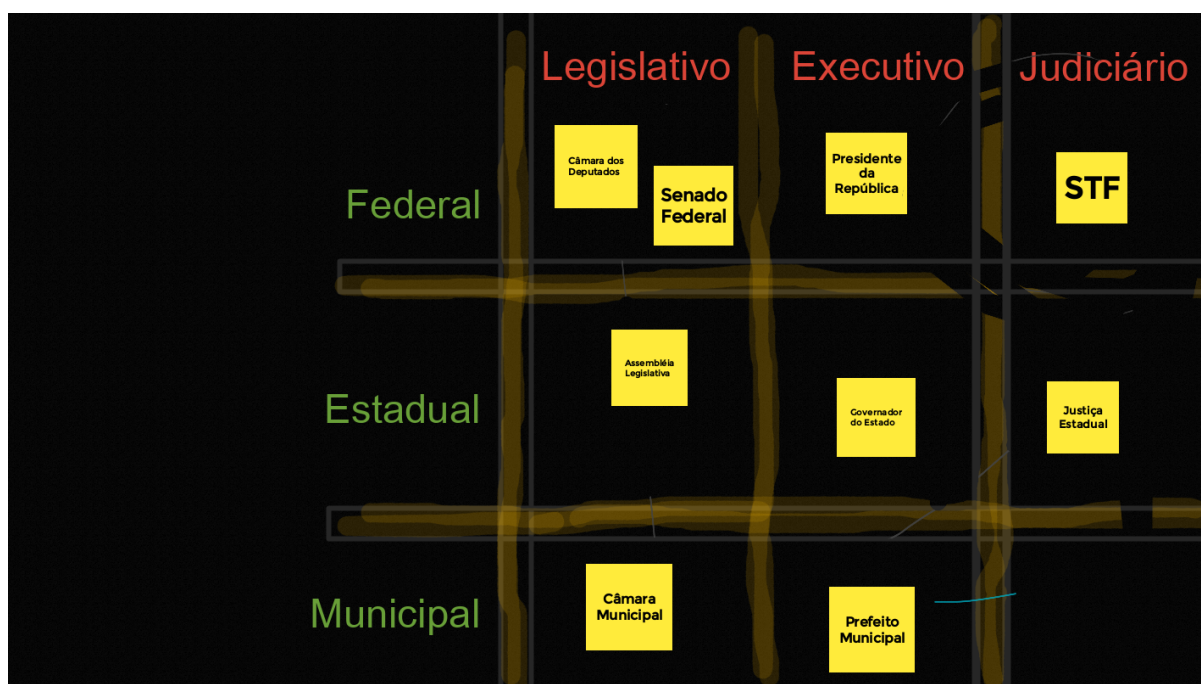 Legislativo
Executivo
Judiciário
Federal
Câmara dos
Deputados
Senado
Federal
Presidente
da
República
STF
Estadual
Assembléia
Legislativa
Governador
do Estado
Justiça
Estadual
Municipal
Câmara
Municipal
Prefeito
Municipal